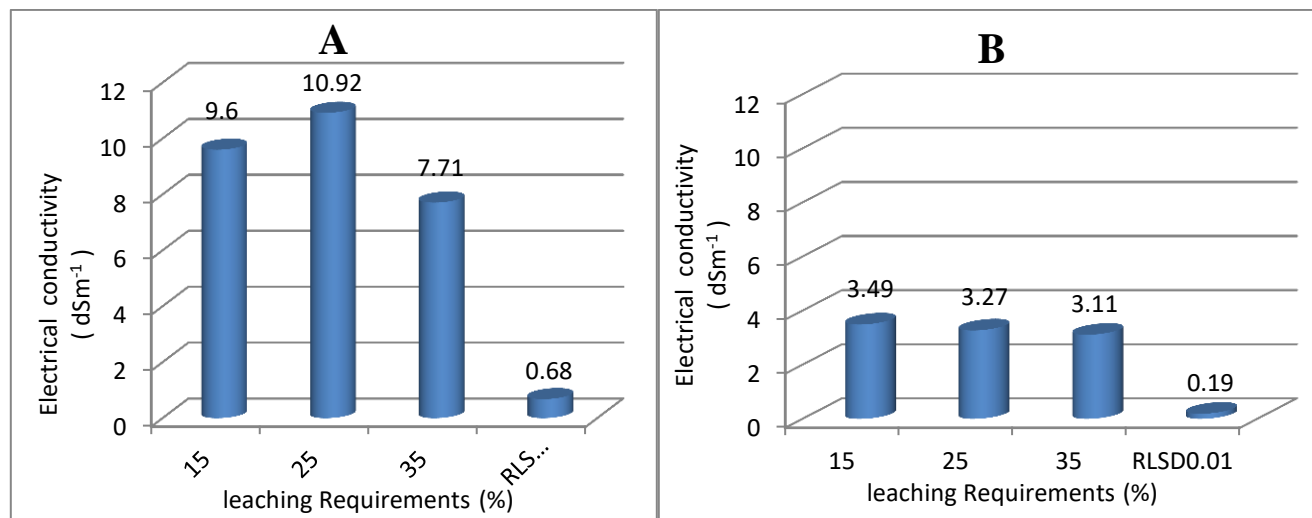 A
Electrical conductivity
( dSm⁻¹ )
12
10
8
6
4
2
0
9.6
10.92
7.71
0.68
15
25
35
RLS...
leaching Requirements (%)
B
Electrical conductivity
( dSm⁻¹ )
12
10
8
6
4
2
0
3.49
3.27
3.11
0.19
15
25
35
RLSD0.01
leaching Requirements (%)